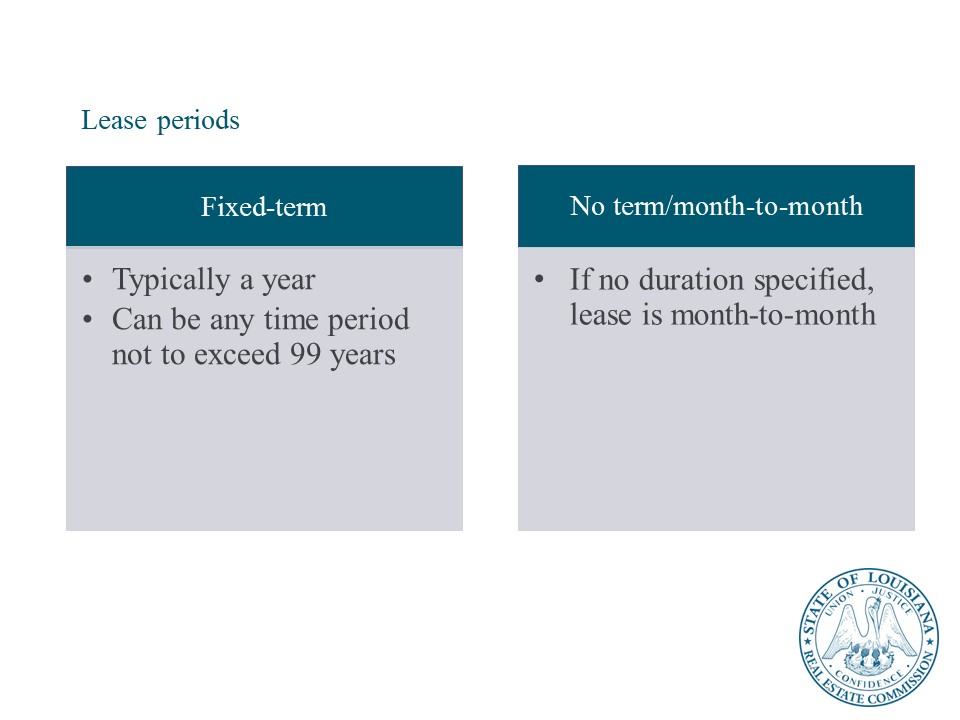 Lease periods
Fixed-term
• Typically a year
• Can be any time period
not to exceed 99 years
No term/month-to-month
• If no duration specified,
lease is month-to-month
STATE OF LOUISIANA
UNION · JUSTICE
CONFIDENCE
REAL ESTATE COMMISSION